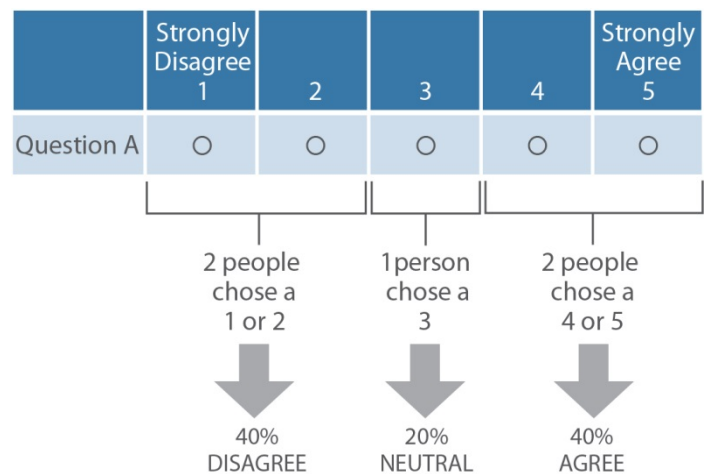 Strongly
Disagree
1
2
3
4
Strongly
Agree
5
Question A
2 people
chose a
1 or 2
1person
chose a
3
2 people
chose a
4 or 5
40%
DISAGREE
20%
NEUTRAL
40%
AGREE